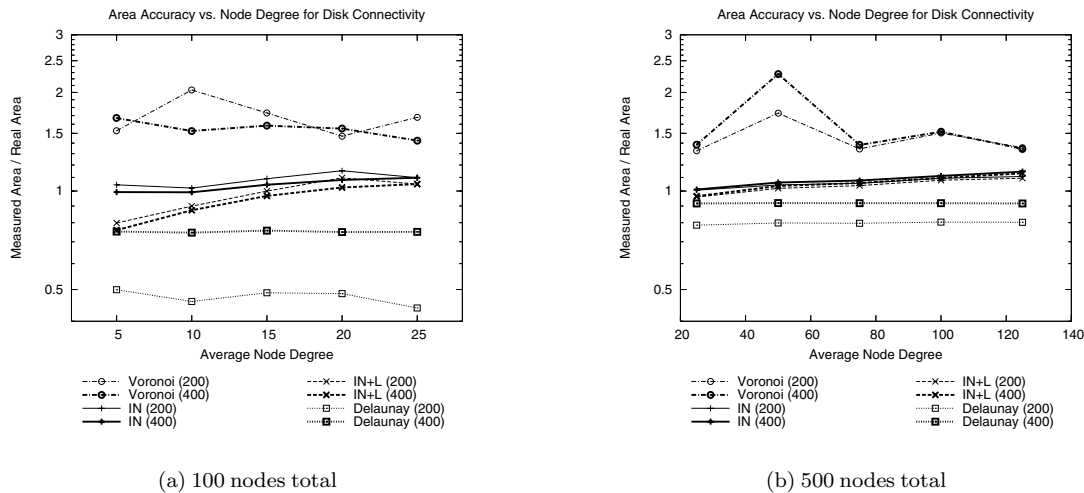 Area Accuracy vs. Node Degree for Disk Connectivity
Measured Area / Real Area
3
2.5
2
1.5
1
0.5
5 10 15 20 25
Average Node Degree
Voronoi (200)
Voronoi (400)
IN (200)
IN (400)
IN+L (200)
IN+L (400)
Delaunay (200)
Delaunay (400)
(a) 100 nodes total
Area Accuracy vs. Node Degree for Disk Connectivity
Measured Area / Real Area
3
2.5
2
1.5
1
0.5
20 40 60 80 100 120 140
Average Node Degree
Voronoi (200)
Voronoi (400)
IN (200)
IN (400)
IN+L (200)
IN+L (400)
Delaunay (200)
Delaunay (400)
(b) 500 nodes total